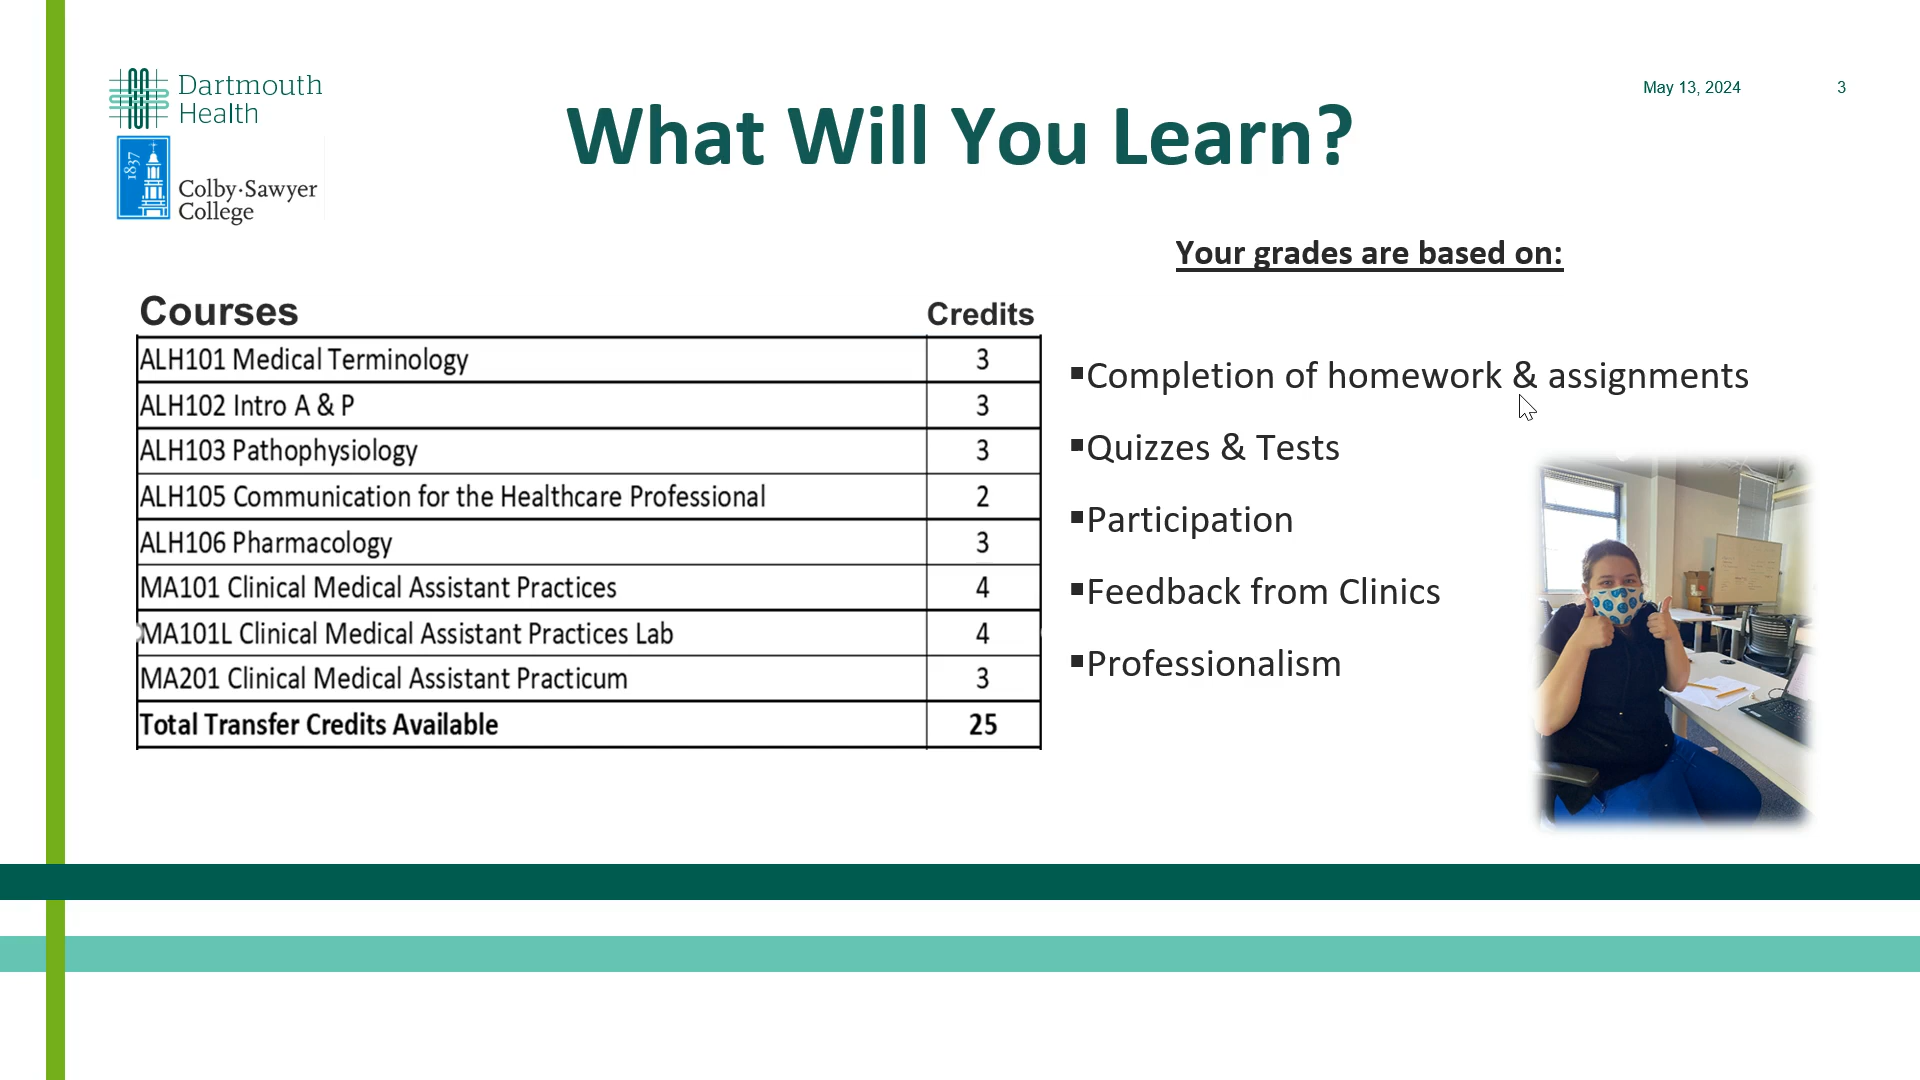 Dartmouth
Health
1837
Colby·Sawyer
College
What Will You Learn?
May 13, 2024
3
Courses Credits
ALH101 Medical Terminology 3
ALH102 Intro A & P 3
ALH103 Pathophysiology 3
ALH105 Communication for the Healthcare Professional 2
ALH106 Pharmacology 3
MA101 Clinical Medical Assistant Practices 4
MA101L Clinical Medical Assistant Practices Lab 4
MA201 Clinical Medical Assistant Practicum 3
Total Transfer Credits Available 25
Your grades are based on:
▪Completion of homework & assignments
▪Quizzes & Tests
▪Participation
▪Feedback from Clinics
▪Professionalism